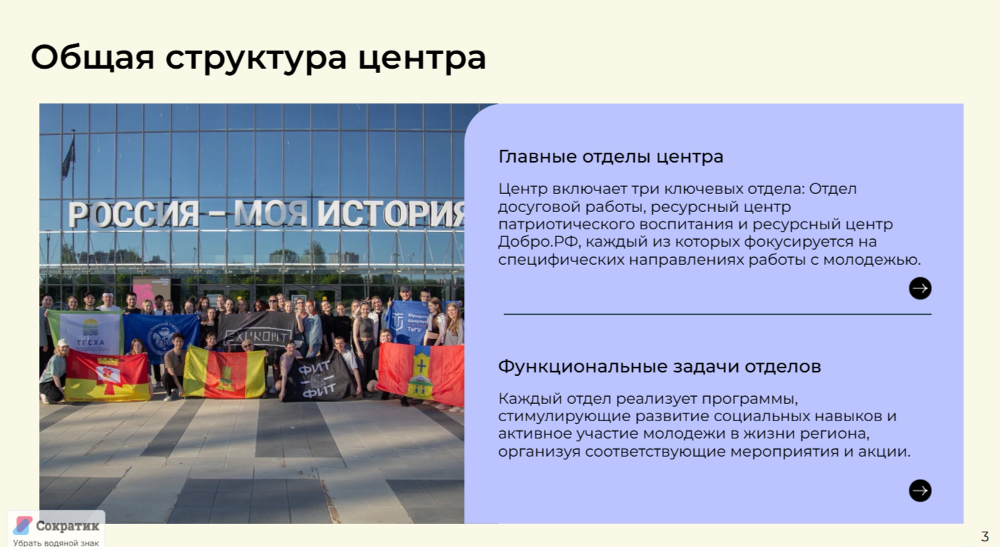 Общая структура центра
РОССИЯ – МОЯ ИСТОРИЯ
ТГСХА
Юридический
факультет
ТвГУ
ФИТ
ФИТ
Главные отделы центра
Центр включает три ключевых отдела: Отдел
досуговой работы, ресурсный центр
патриотического воспитания и ресурсный центр
Добро.РФ, каждый из которых фокусируется на
специфических направлениях работы с молодежью.
Функциональные задачи отделов
Каждый отдел реализует программы,
стимулирующие развитие социальных навыков и
активное участие молодежи в жизни региона,
организуя соответствующие мероприятия и акции.
Сократик
Убрать водяной знак
3